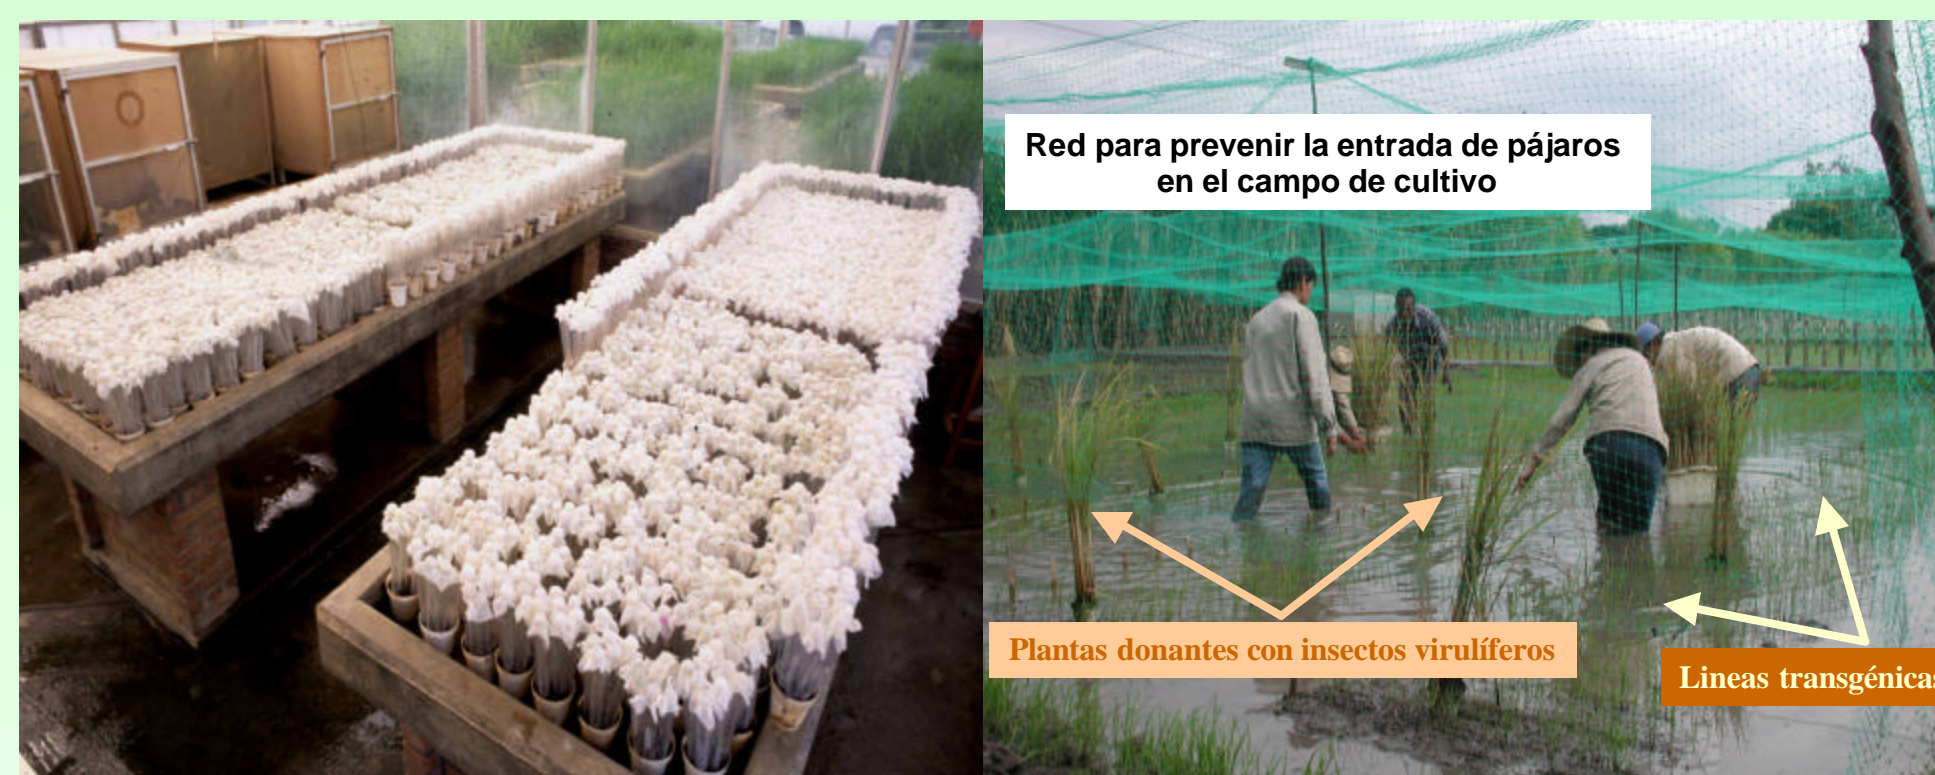 Red para prevenir la entrada de pájaros
en el campo de cultivo
Plantas donantes con insectos virulíferos
Lineas transgénicas